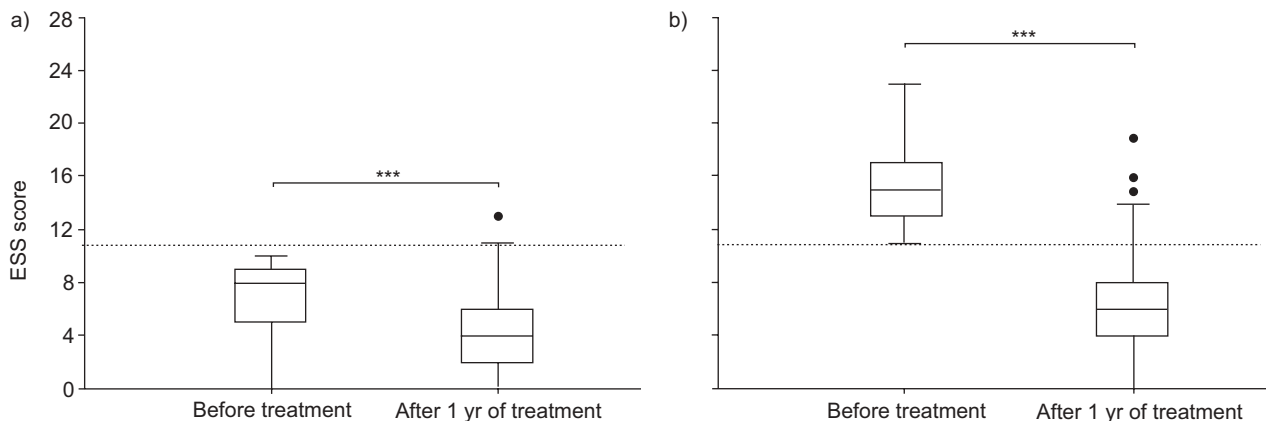 a)
28
24
20
16
12
8
4
0
ESS score
***
Before treatment
After 1 yr of treatment
b)
***
Before treatment
After 1 yr of treatment